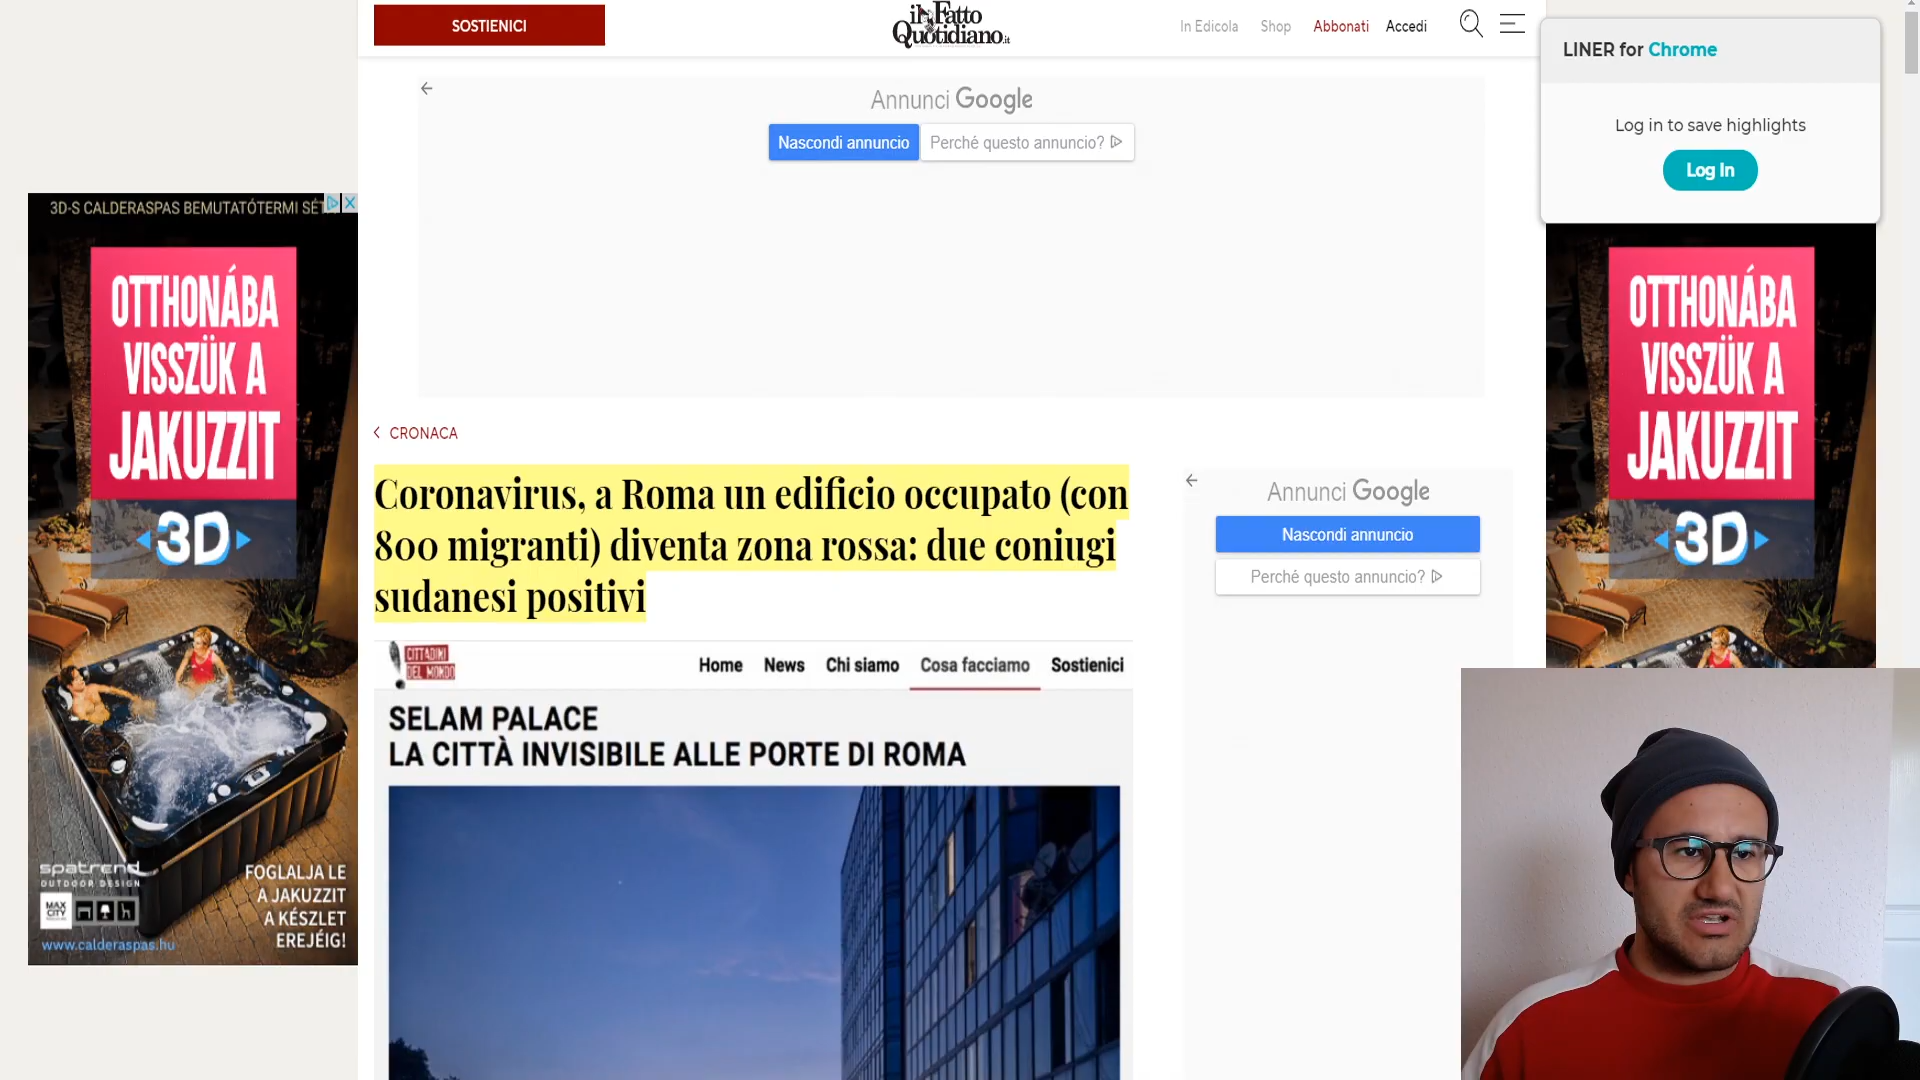 SOSTIENICI
il Fatto
Quotidiano.it
In Edicola
Shop
Abbonati
Accedi
LINER for Chrome
Log in to save highlights
Log In
Annunci Google
Nascondi annuncio
Perché questo annuncio?
3D-S CALDERASPAS BEMUTATÓTERMI SÉT
OTTHONÁBA
VISSZÜK A
JAKUZZIT
3D
spatrend
OUTDOOR DESIGN
MAX
CITY
www.calderaspas.hu
FOGLALJA LE
A JAKUZZIT
A KÉSZLET
EREJÉIG!
CRONACA
Coronavirus, a Roma un edificio occupato (con
800 migranti) diventa zona rossa: due coniugi
sudanesi positivi
CITTADINI
DEL MONDO
Home
News
Chi siamo
Cosa facciamo
Sostienici
SELAM PALACE
LA CITTÀ INVISIBILE ALLE PORTE DI ROMA
Annunci Google
Nascondi annuncio
Perché questo annuncio?
OTTHONÁBA
VISSZÜK A
JAKUZZIT
3D